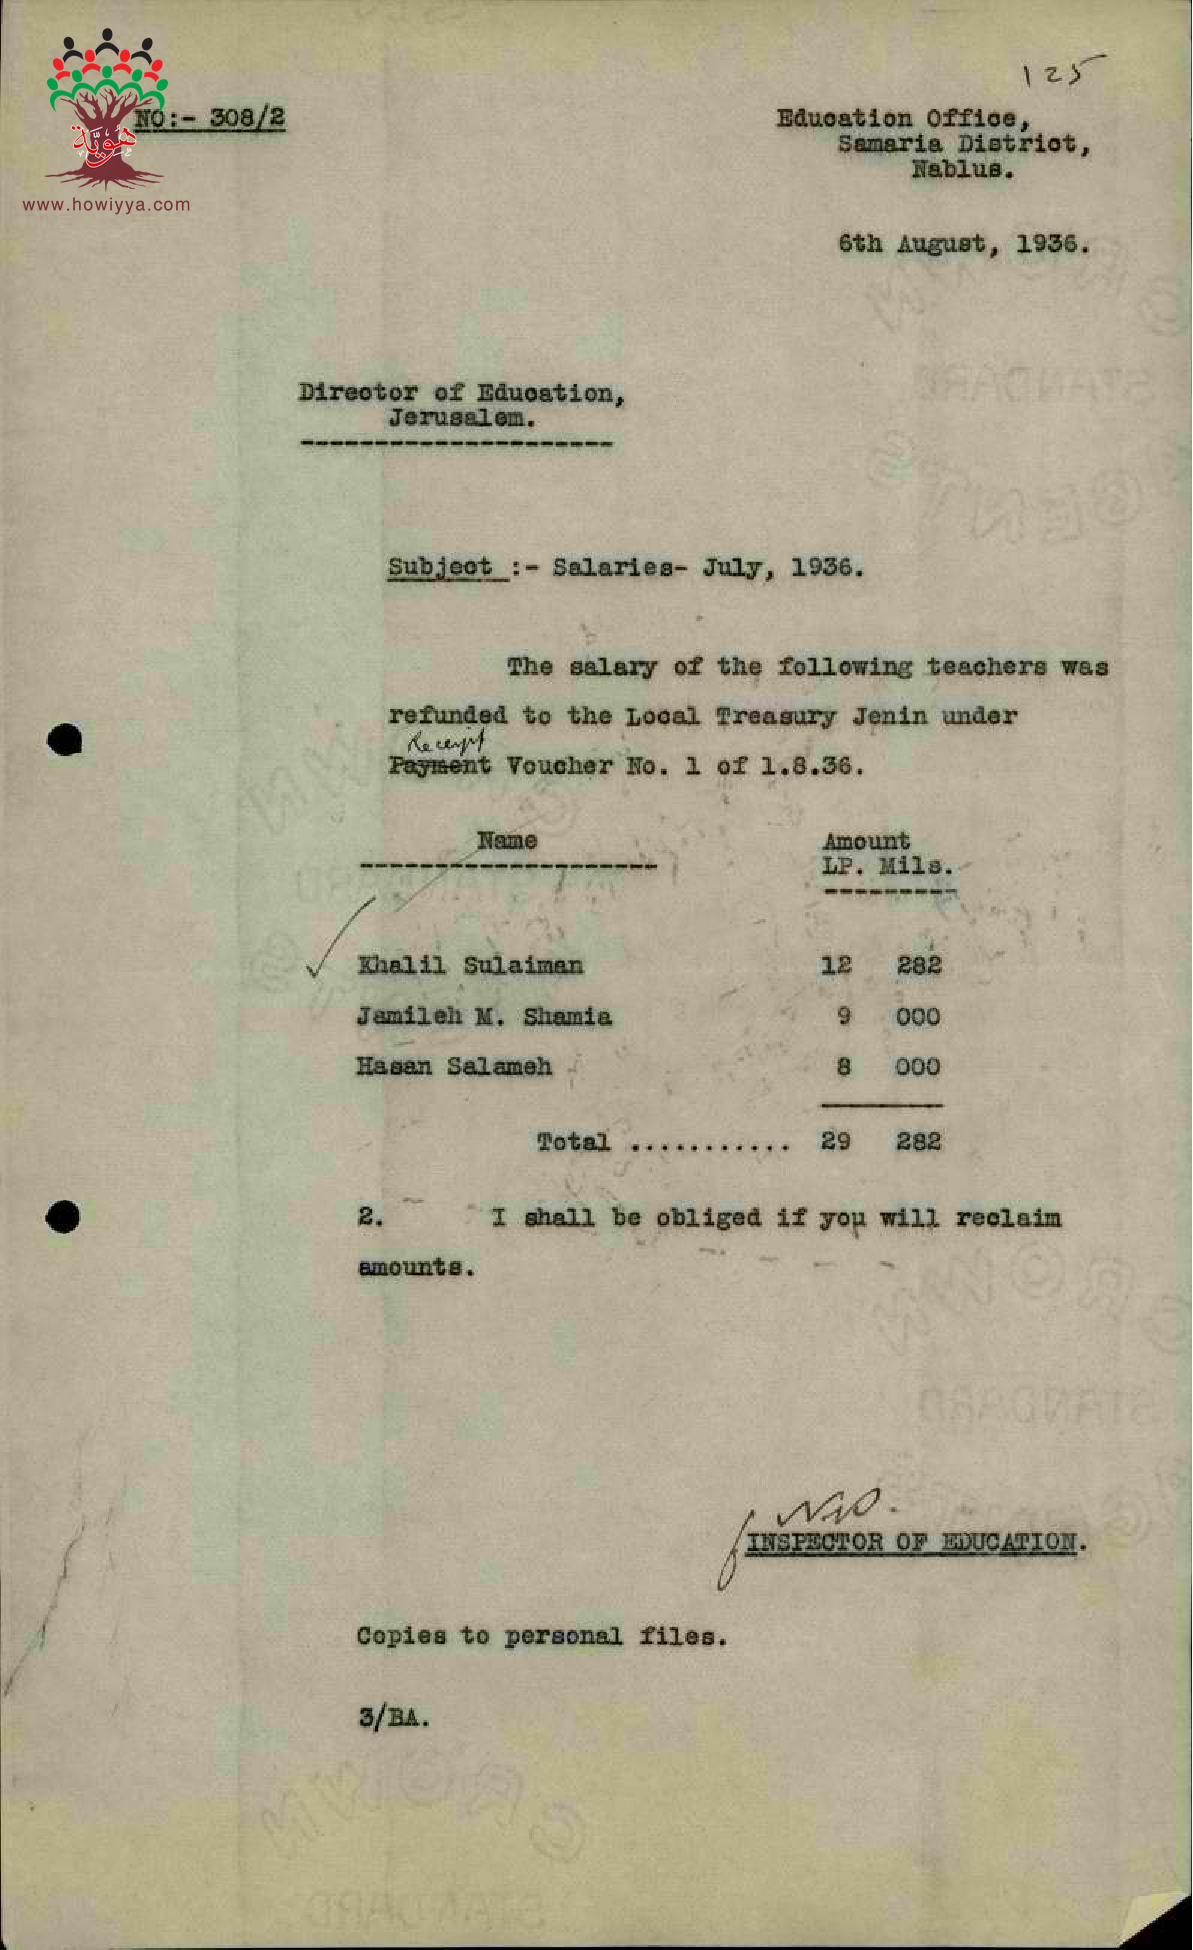 125
هُويّة
www.howiyya.com
NO:- 308/2
Education Office,
Samaria District,
Nablus.
6th August, 1936.
Director of Education,
Jerusalem.
Subject :- Salaries- July, 1936.
The salary of the following teachers was
refunded to the Local Treasury Jenin under
Receipt
Payment Voucher No. 1 of 1.8.36.
Name Amount
LP. Mils.
Khalil Sulaiman 12 282
Jamileh M. Shamia 9 000
Hasan Salameh 8 000
Total ........... 29 282
2. I shall be obliged if you will reclaim
amounts.
INSPECTOR OF EDUCATION.
Copies to personal files.
3/BA.
CROWN
STANDARD